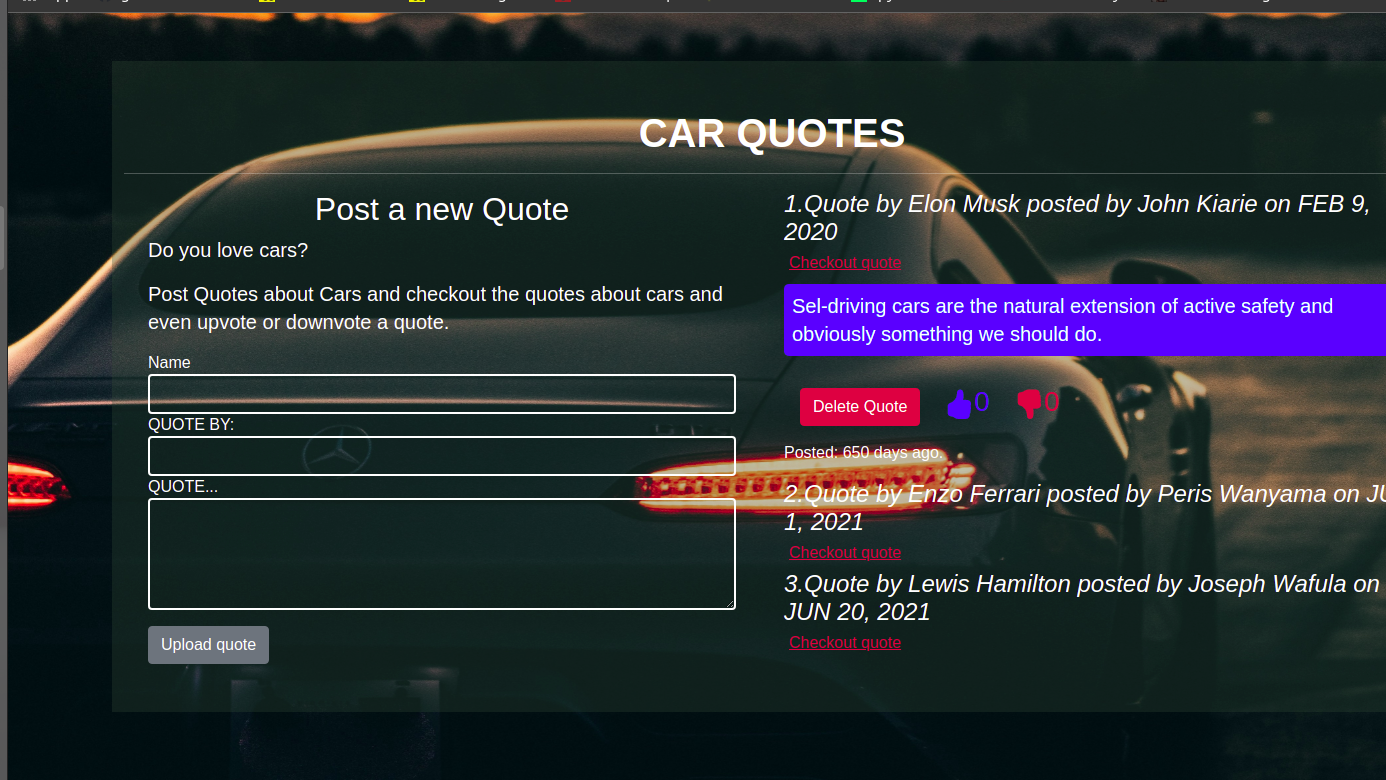 CAR QUOTES
Post a new Quote
Do you love cars?
Post Quotes about Cars and checkout the quotes about cars and
even upvote or downvote a quote.
Name
QUOTE BY:
QUOTE...
Upload quote
1.Quote by Elon Musk posted by John Kiarie on FEB 9,
2020
Checkout quote
Sel-driving cars are the natural extension of active safety and
obviously something we should do.
Delete Quote
0
0
Posted: 650 days ago.
2.Quote by Enzo Ferrari posted by Peris Wanyama on
1, 2021
Checkout quote
3.Quote by Lewis Hamilton posted by Joseph Wafula on
JUN 20, 2021
Checkout quote